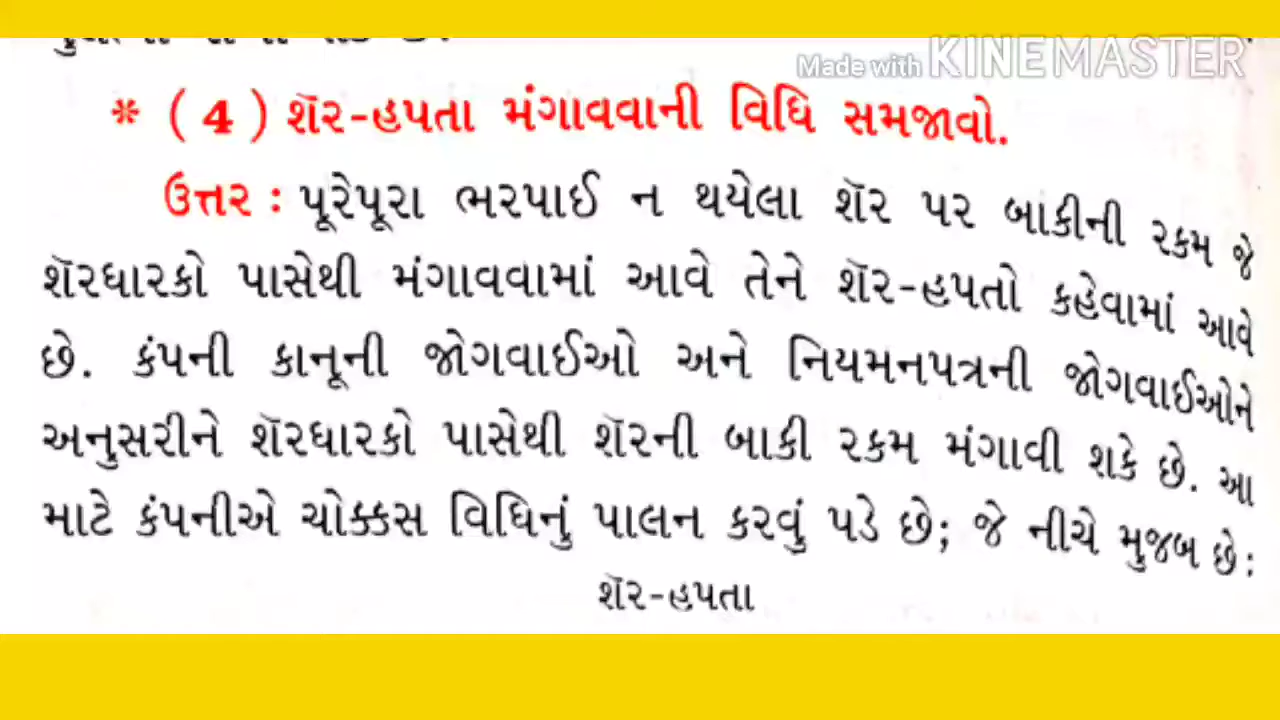 Made with KINEMASTER
* ( 4 ) શૅર-હપતા મંગાવવાની વિધિ સમજાવો.
ઉત્તર : પૂરેપૂરા ભરપાઈ ન થયેલા શૅર પર બાંકીની રકમ જે
શૅરધારકો પાસેથી મંગાવવામાં આવે તેને શૅર-હપતો કહેવામાં આવે
છે. કંપની કાનૂની જોગવાઈઓ અને નિયમનપત્રની જોગવાઈઓને
અનુસરીને શૅરધારકો પાસેથી શૅરની બાકી રકમ મંગાવી શકે છે. આ
માટે કંપનીએ ચોક્કસ વિધિનું પાલન કરવું પડે છે; જે નીચે મુજબ છે:
શૅર-હપતા